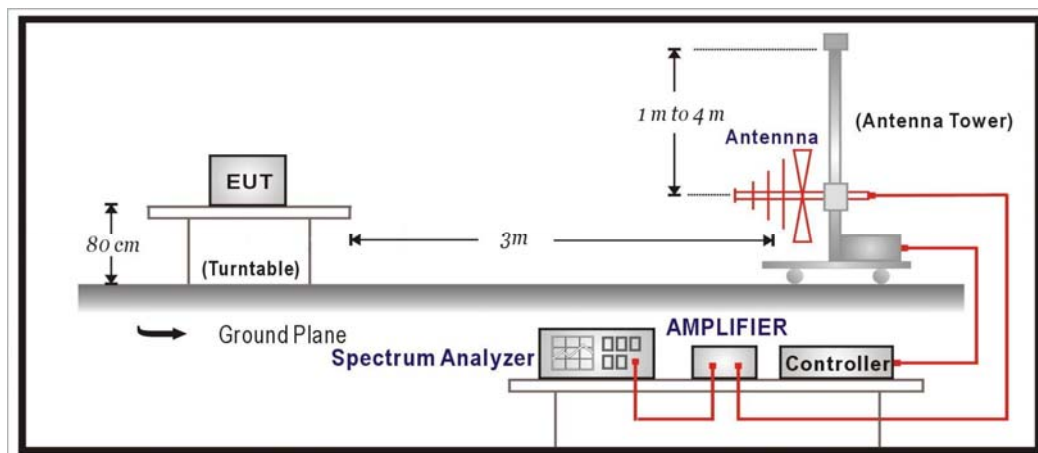 1 m to 4 m
(Antenna Tower)
Antennna
EUT
80 cm
3m
(Turntable)
Ground Plane
AMPLIFIER
Spectrum Analyzer
Controller